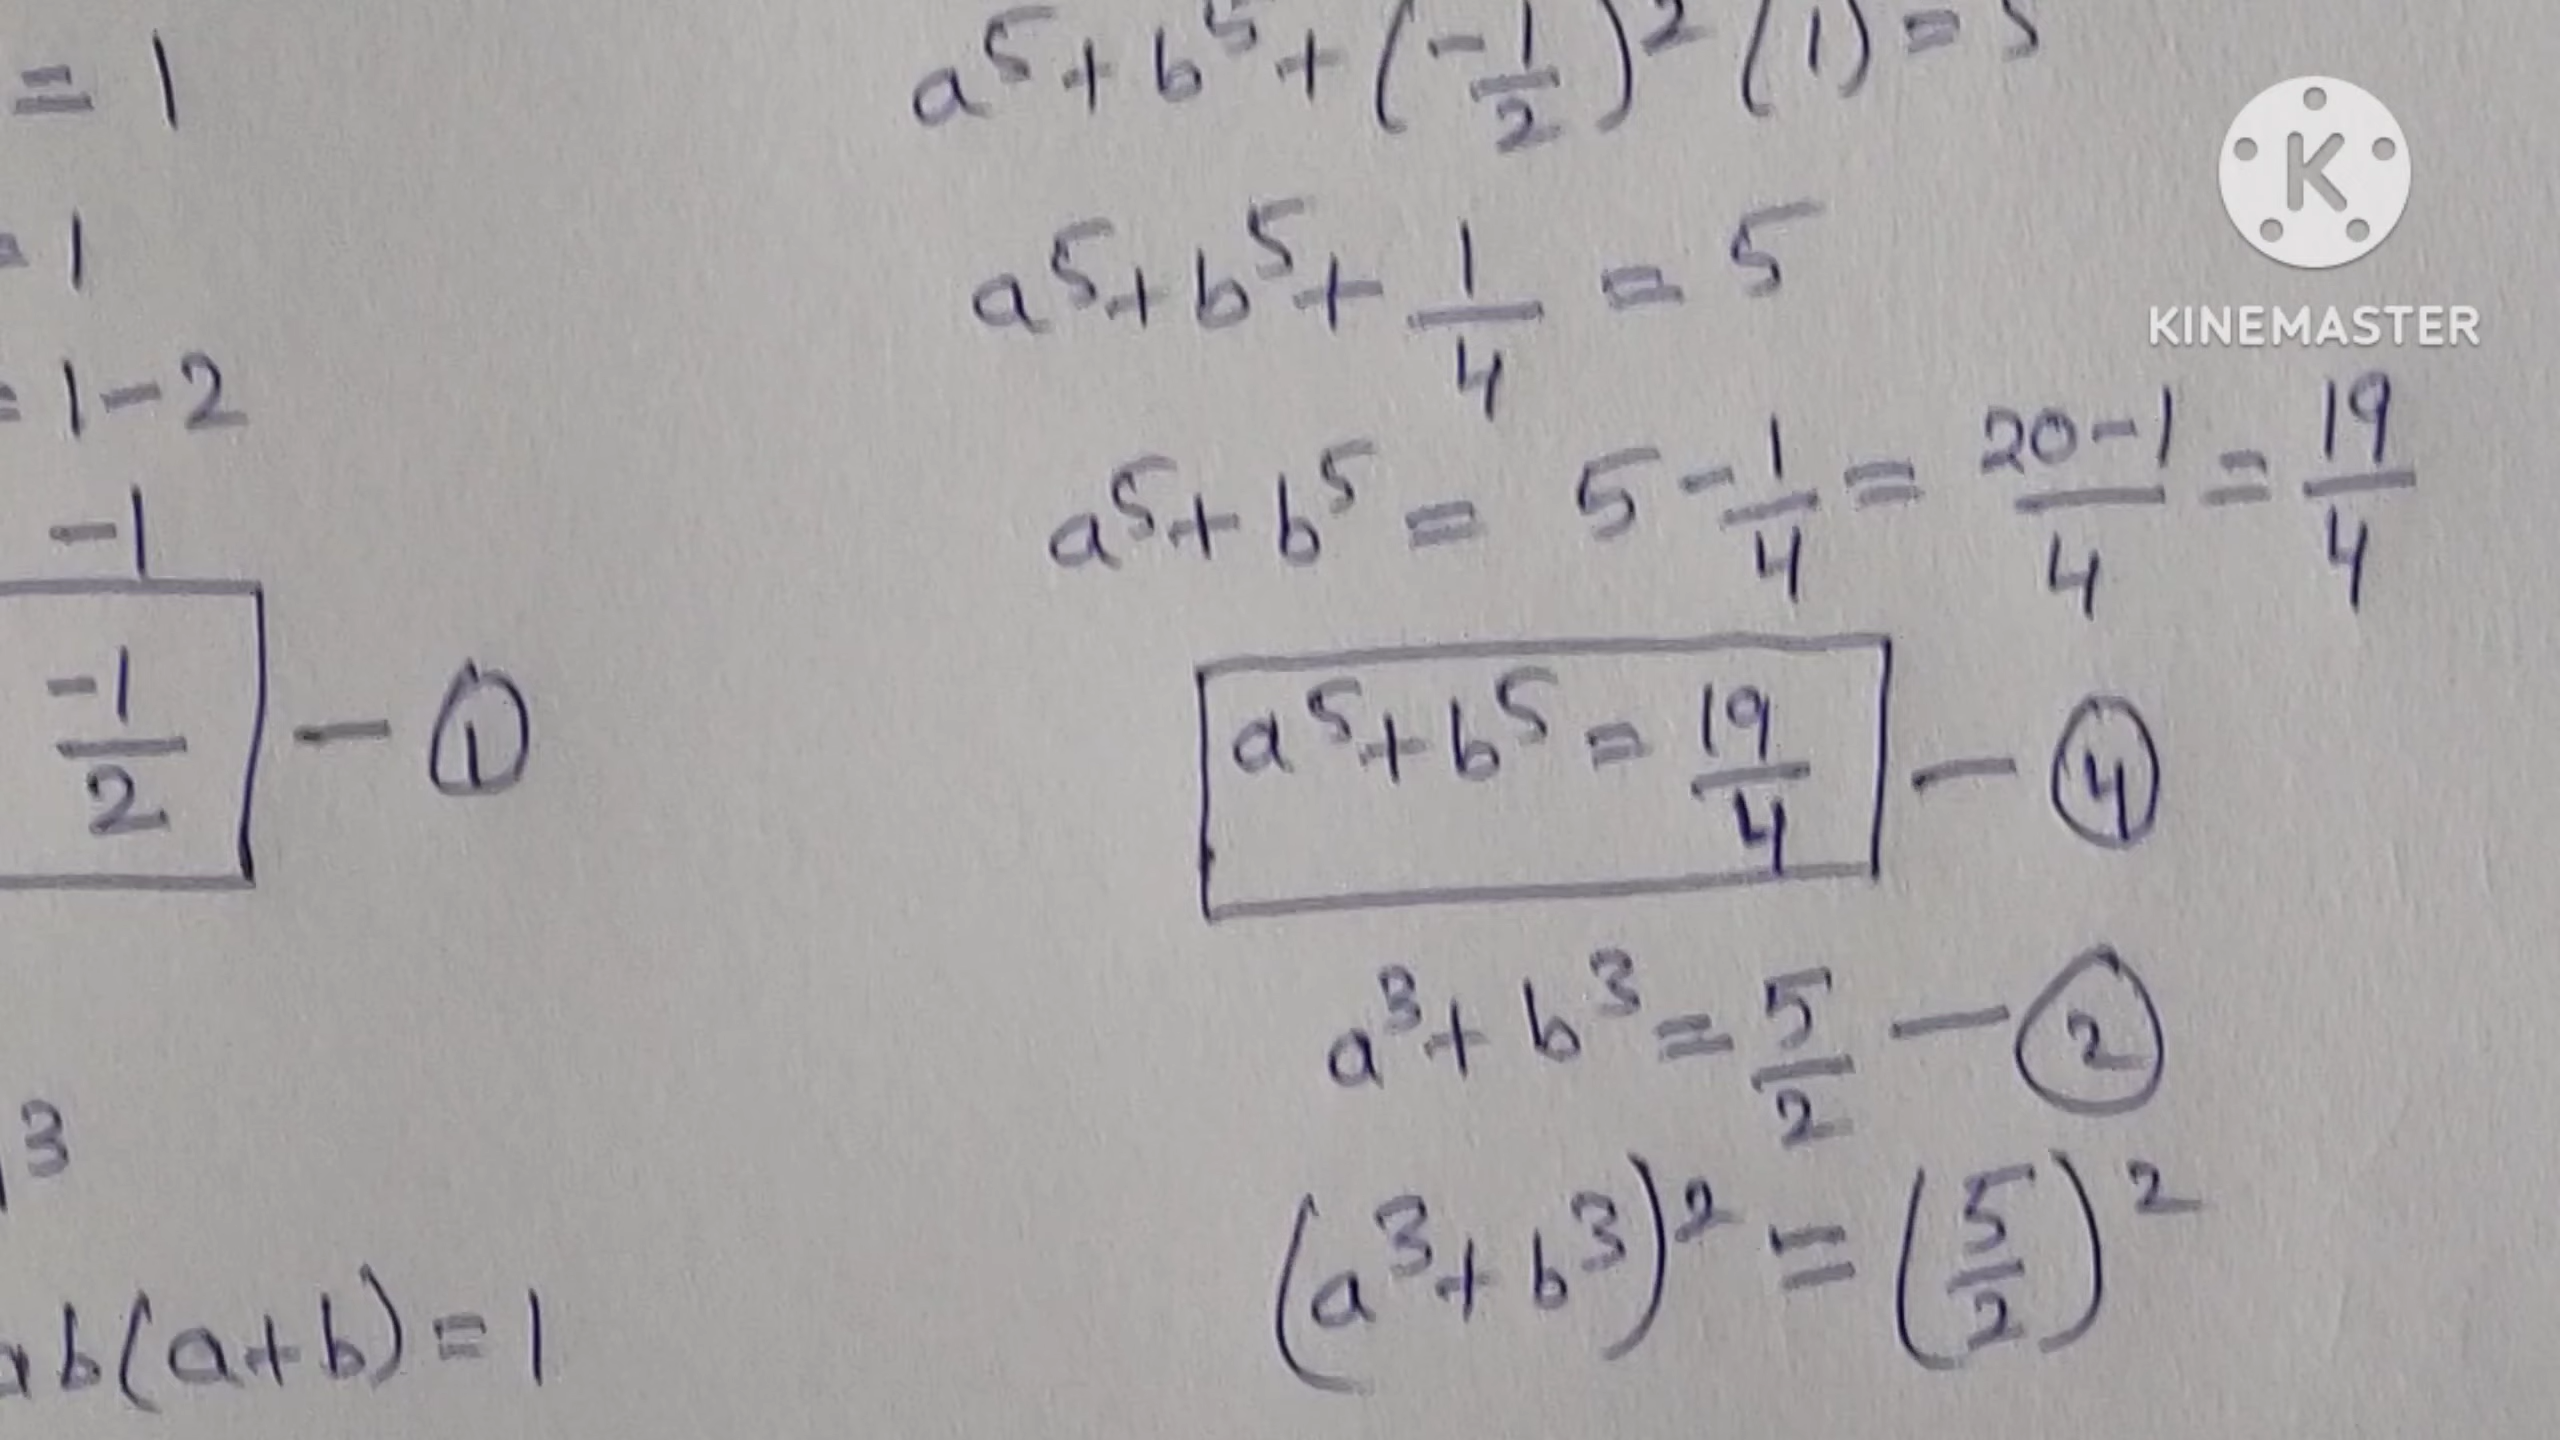 = 1
= 1
= 1 - 2
-1
-1/2 — ①
3
ab(a+b) = 1
a⁵ + b⁵ + (-1/2)² (1) = 5
a⁵ + b⁵ + 1/4 = 5
a⁵ + b⁵ = 5 - 1/4 = 20-1/4 = 19/4
a⁵ + b⁵ = 19/4 — ④
a³ + b³ = 5/2 — ②
(a³ + b³)² = (5/2)²
K
KINEMASTER